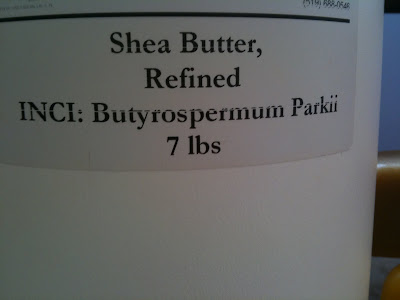 Shea Butter,
Refined
INCI: Butyrospermum Parkii
7 lbs